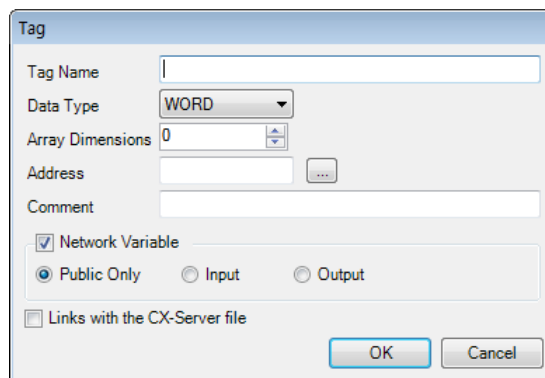 Tag
Tag Name
Data Type WORD
Array Dimensions 0
Address ...
Comment
Network Variable
Public Only Input Output
Links with the CX-Server file
OK Cancel